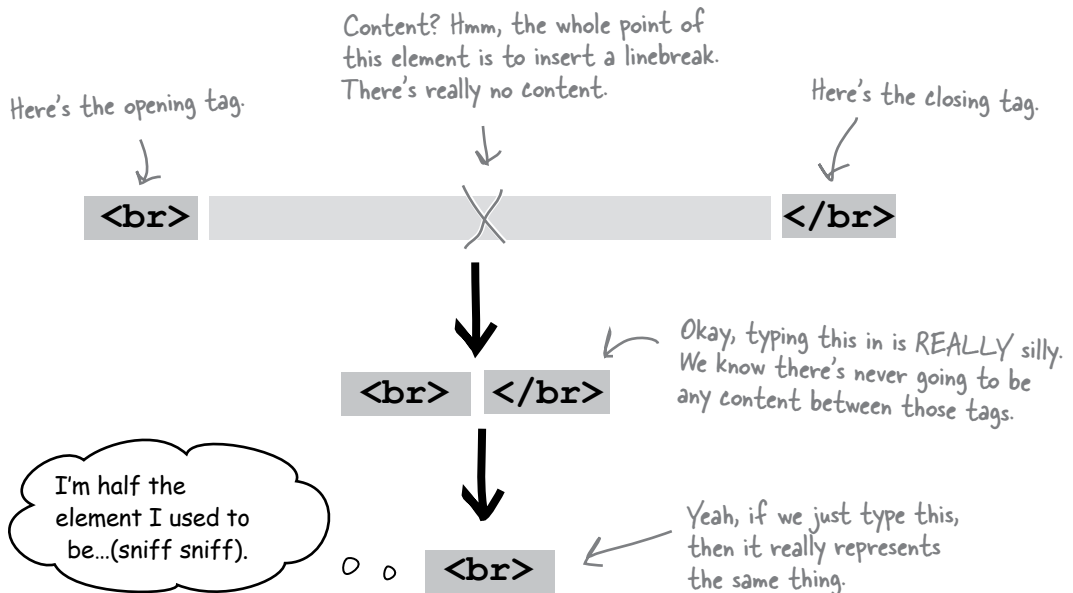 Content? Hmm, the whole point of
this element is to insert a linebreak.
There's really no content.
Here's the opening tag.
Here's the closing tag.
<br>
</br>
Okay, typing this in is REALLY silly.
We know there's never going to be
any content between those tags.
<br> </br>
I'm half the
element I used to
be...(sniff sniff).
<br>
Yeah, if we just type this,
then it really represents
the same thing.